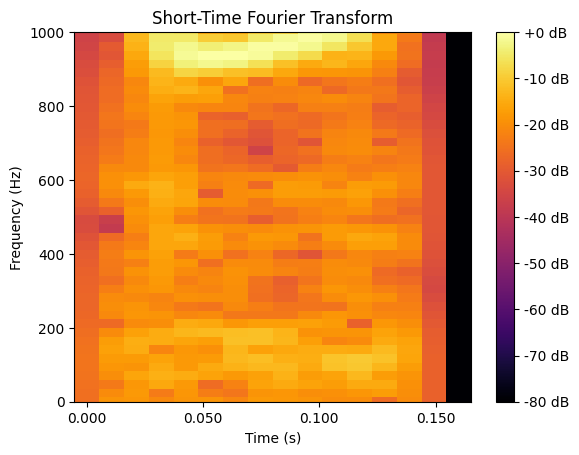 Short-Time Fourier Transform
1000
800
600
400
200
0
Frequency (Hz)
0.000
0.050
0.100
0.150
Time (s)
+0 dB
-10 dB
-20 dB
-30 dB
-40 dB
-50 dB
-60 dB
-70 dB
-80 dB